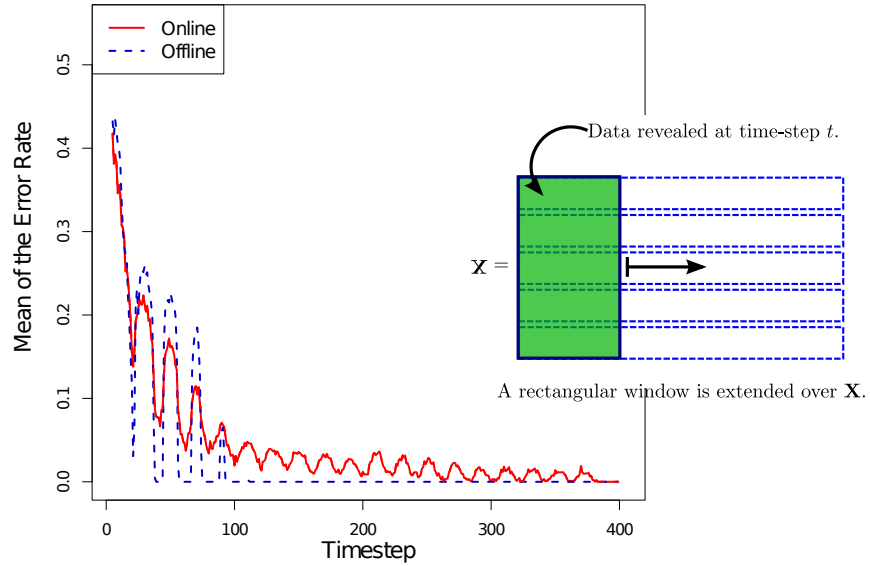 Online
Offline
Mean of the Error Rate
0.5
0.4
0.3
0.2
0.1
0.0
0 100 200 300 400
Timestep
Data revealed at time-step t.
X =
A rectangular window is extended over X.